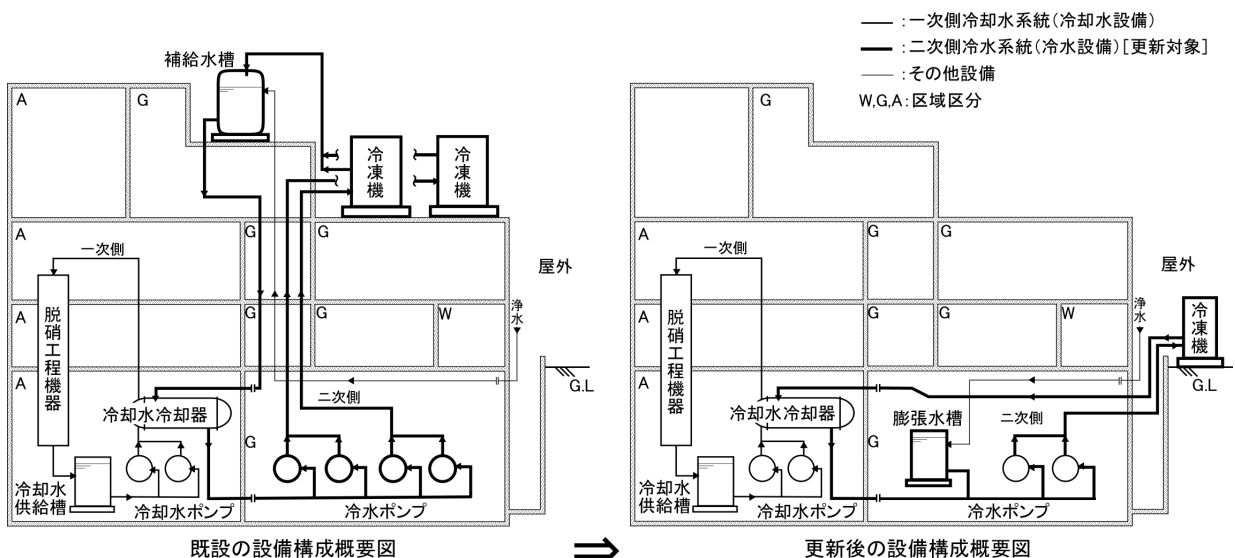 ── : 一次側冷却水系統(冷却水設備)
── : 二次側冷水系統(冷水設備)[更新対象]
── : その他設備
W,G,A : 区域区分
補給水槽
A
G
冷凍機
冷凍機
A
G
G
一次側
屋外
脱硝工程機器
A
G
G
W
浄水
G.L
A
冷却水冷却器
二次側
G
冷却水
供給槽
冷却水ポンプ
冷水ポンプ
既設の設備構成概要図
⇒
G
A
G
G
一次側
屋外
脱硝工程機器
A
G
G
W
浄水
冷凍機
G.L
A
冷却水冷却器
膨張水槽
二次側
G
冷却水
供給槽
冷却水ポンプ
冷水ポンプ
更新後の設備構成概要図